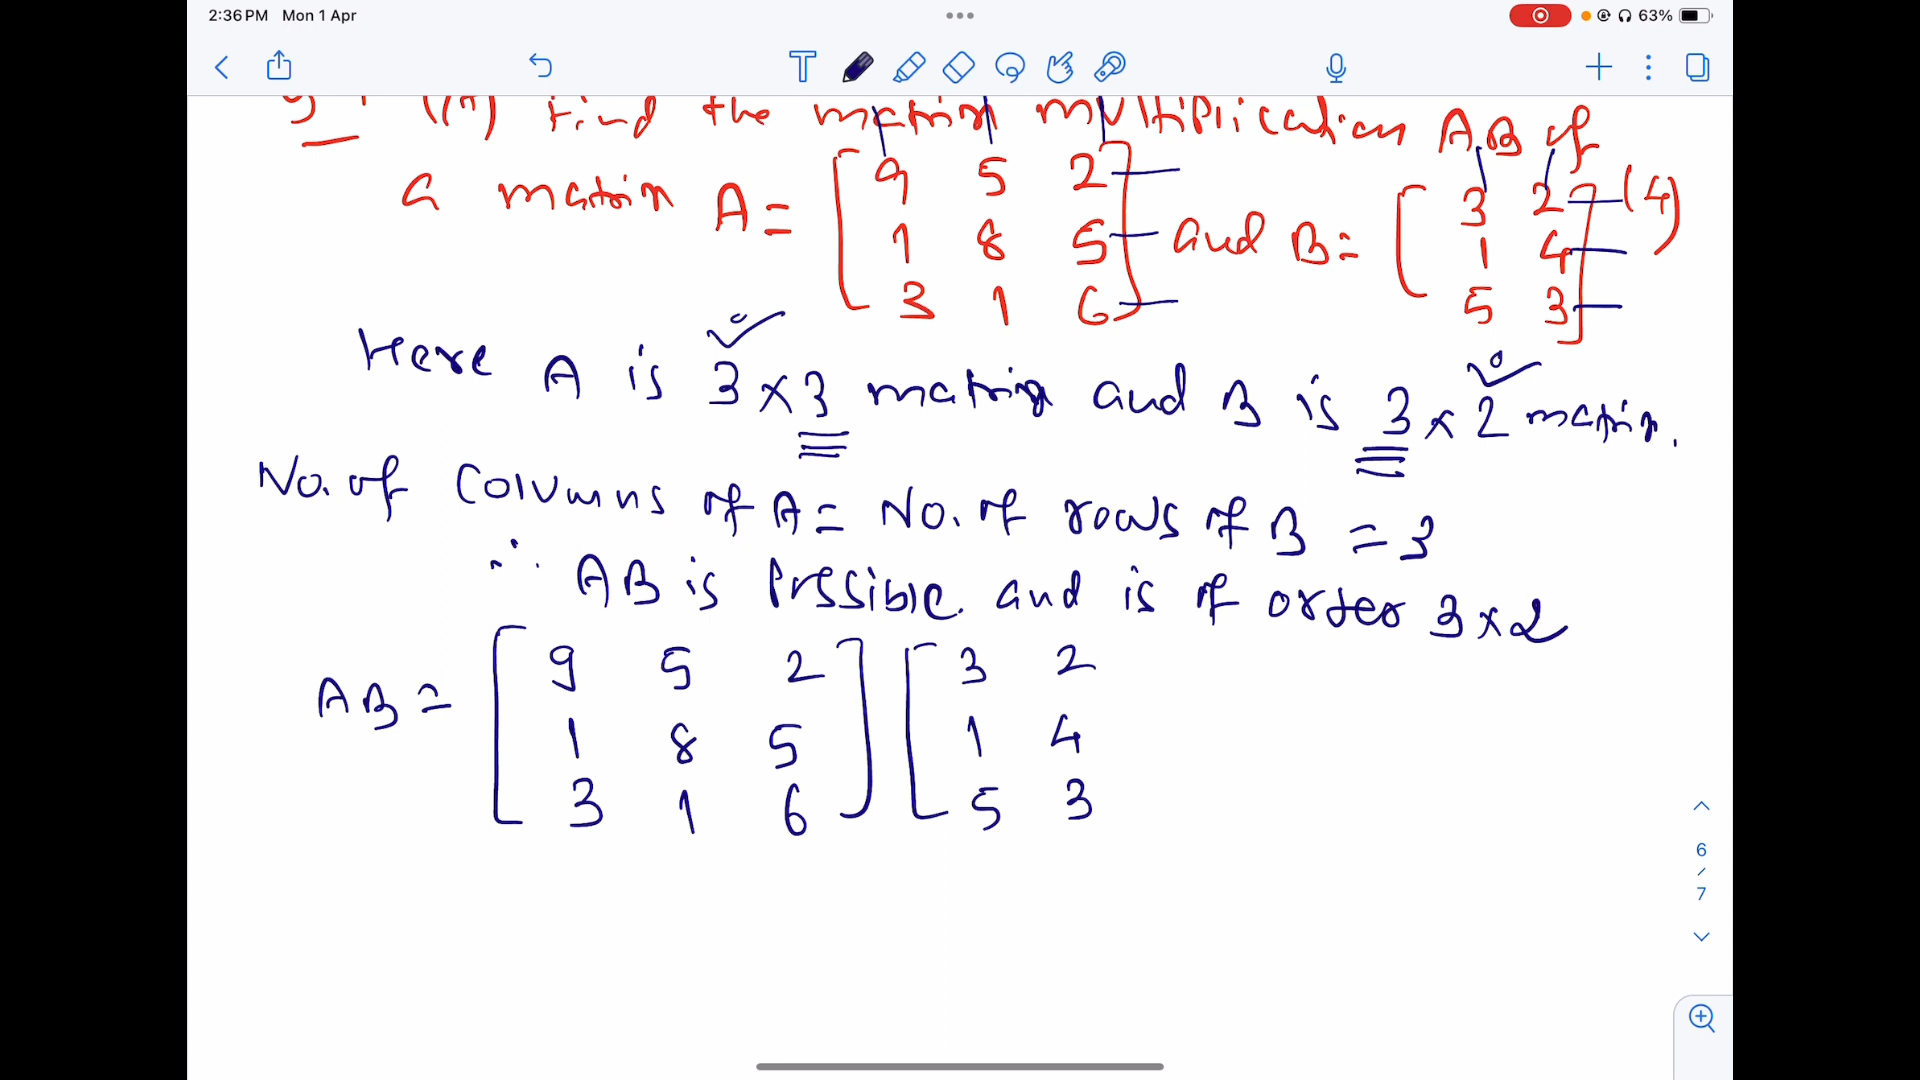 2:36 PM Mon 1 Apr
63%
Find the matrix multiplication AB of
a matrix A = [9 5 2 and B = [3 2 (4)
1 8 5 1 4
3 1 6] 5 3]
Here A is 3 × 3 matrix and B is 3 × 2 matrix.
No. of Columns of A = No. of rows of B = 3
∴ AB is possible. and is of order 3 × 2
AB = [9 5 2 [3 2
1 8 5 1 4
3 1 6] 5 3
6
/
7